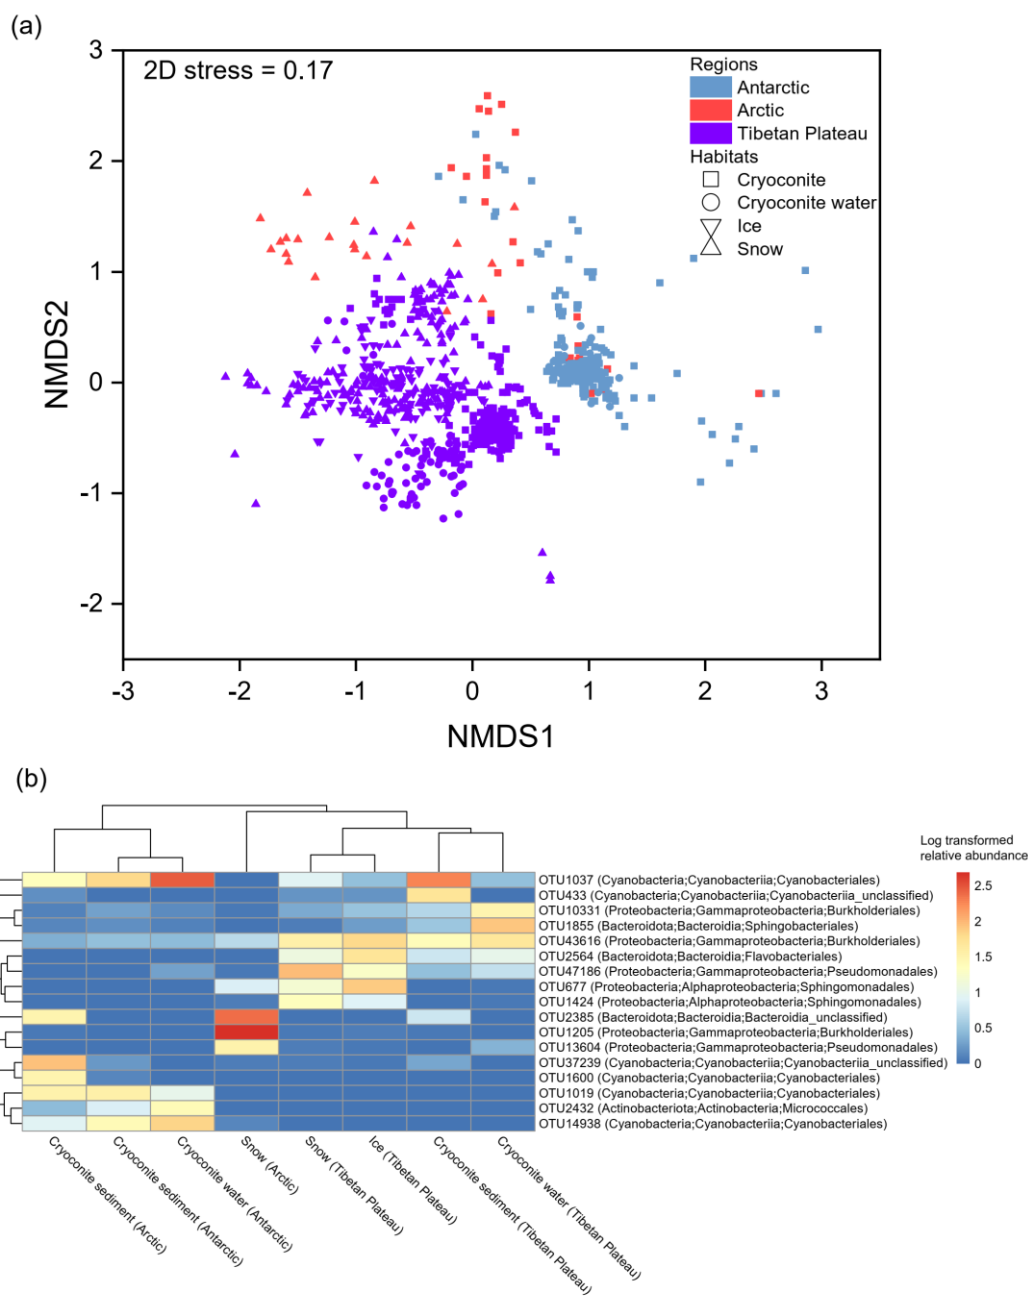 (a)
2D stress = 0.17
Regions
Antarctic
Arctic
Tibetan Plateau
Habitats
Cryoconite
Cryoconite water
Ice
Snow
3
2
1
0
-1
-2
NMDS2
-3
-2
-1
0
1
2
3
NMDS1
(b)
Log transformed
relative abundance
2.5
2
1.5
1
0.5
0
OTU1037 (Cyanobacteria;Cyanobacteriia;Cyanobacteriales)
OTU433 (Cyanobacteria;Cyanobacteriia;Cyanobacteriia_unclassified)
OTU10331 (Proteobacteria;Gammaproteobacteria;Burkholderiales)
OTU1855 (Bacteroidota;Bacteroidia;Sphingobacteriales)
OTU43616 (Proteobacteria;Gammaproteobacteria;Burkholderiales)
OTU2564 (Bacteroidota;Bacteroidia;Flavobacteriales)
OTU47186 (Proteobacteria;Gammaproteobacteria;Pseudomonadales)
OTU677 (Proteobacteria;Alphaproteobacteria;Sphingomonadales)
OTU1424 (Proteobacteria;Alphaproteobacteria;Sphingomonadales)
OTU2385 (Bacteroidota;Bacteroidia;Bacteroidia_unclassified)
OTU1205 (Proteobacteria;Gammaproteobacteria;Burkholderiales)
OTU13604 (Proteobacteria;Gammaproteobacteria;Pseudomonadales)
OTU37239 (Cyanobacteria;Cyanobacteriia;Cyanobacteriia_unclassified)
OTU1600 (Cyanobacteria;Cyanobacteriia;Cyanobacteriales)
OTU1019 (Cyanobacteria;Cyanobacteriia;Cyanobacteriales)
OTU2432 (Actinobacteriota;Actinobacteria;Micrococcales)
OTU14938 (Cyanobacteria;Cyanobacteriia;Cyanobacteriales)
Cryoconite sediment (Arctic)
Cryoconite sediment (Antarctic)
Cryoconite water (Antarctic)
Snow (Arctic)
Snow (Tibetan Plateau)
Ice (Tibetan Plateau)
Cryoconite sediment (Tibetan Plateau)
Cryoconite water (Tibetan Plateau)